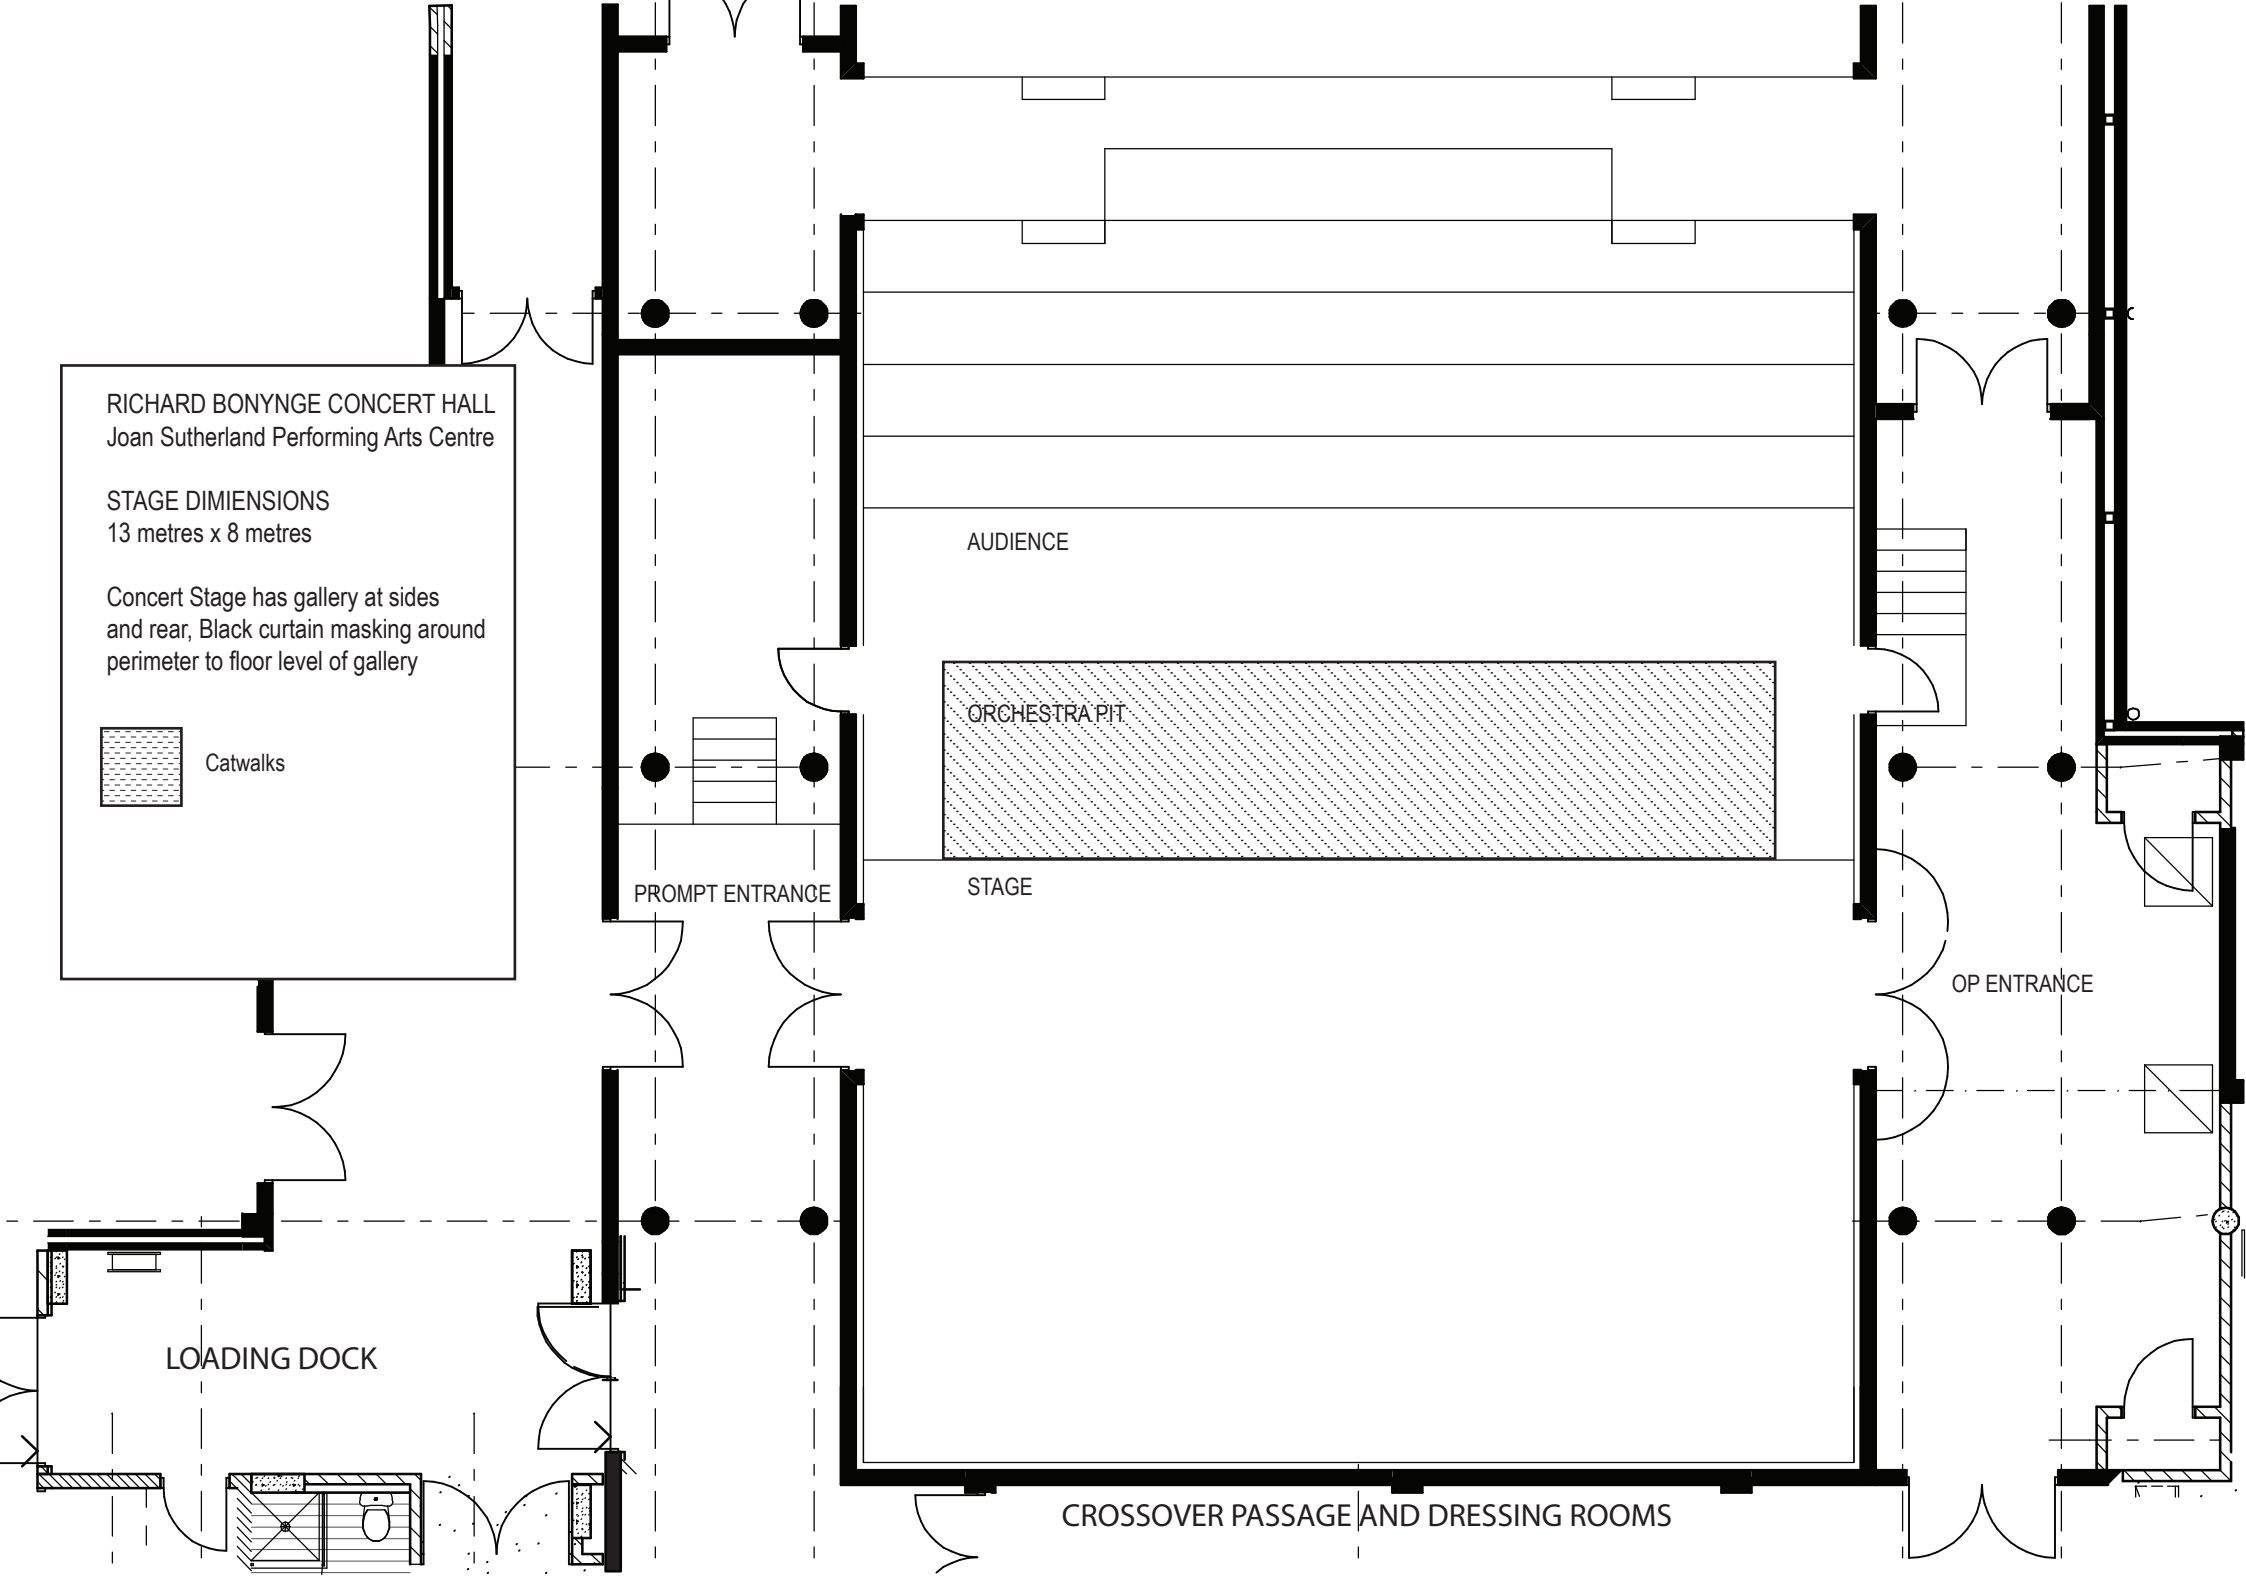 RICHARD BONYNGE CONCERT HALL
Joan Sutherland Performing Arts Centre
STAGE DIMIENSIONS
13 metres x 8 metres
Concert Stage has gallery at sides
and rear, Black curtain masking around
perimeter to floor level of gallery
Catwalks
AUDIENCE
ORCHESTRA PIT
PROMPT ENTRANCE
STAGE
OP ENTRANCE
LOADING DOCK
CROSSOVER PASSAGE AND DRESSING ROOMS